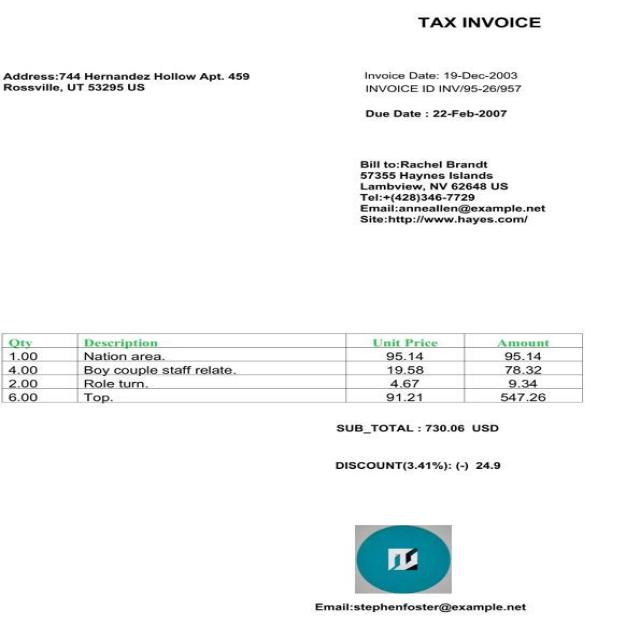 TAX INVOICE
Address:744 Hernandez Hollow Apt. 459
Rossville, UT 53295 US
Invoice Date: 19-Dec-2003
INVOICE ID INV/95-26/957
Due Date : 22-Feb-2007
Bill to:Rachel Brandt
57355 Haynes Islands
Lambview, NV 62648 US
Tel:+(428)346-7729
Email:anneallen@example.net
Site:http://www.hayes.com/
Qty Description Unit Price Amount
1.00 Nation area. 95.14 95.14
4.00 Boy couple staff relate. 19.58 78.32
2.00 Role turn. 4.67 9.34
6.00 Top. 91.21 547.26
SUB_TOTAL : 730.06 USD
DISCOUNT(3.41%): (-) 24.9
Email:stephenfoster@example.net